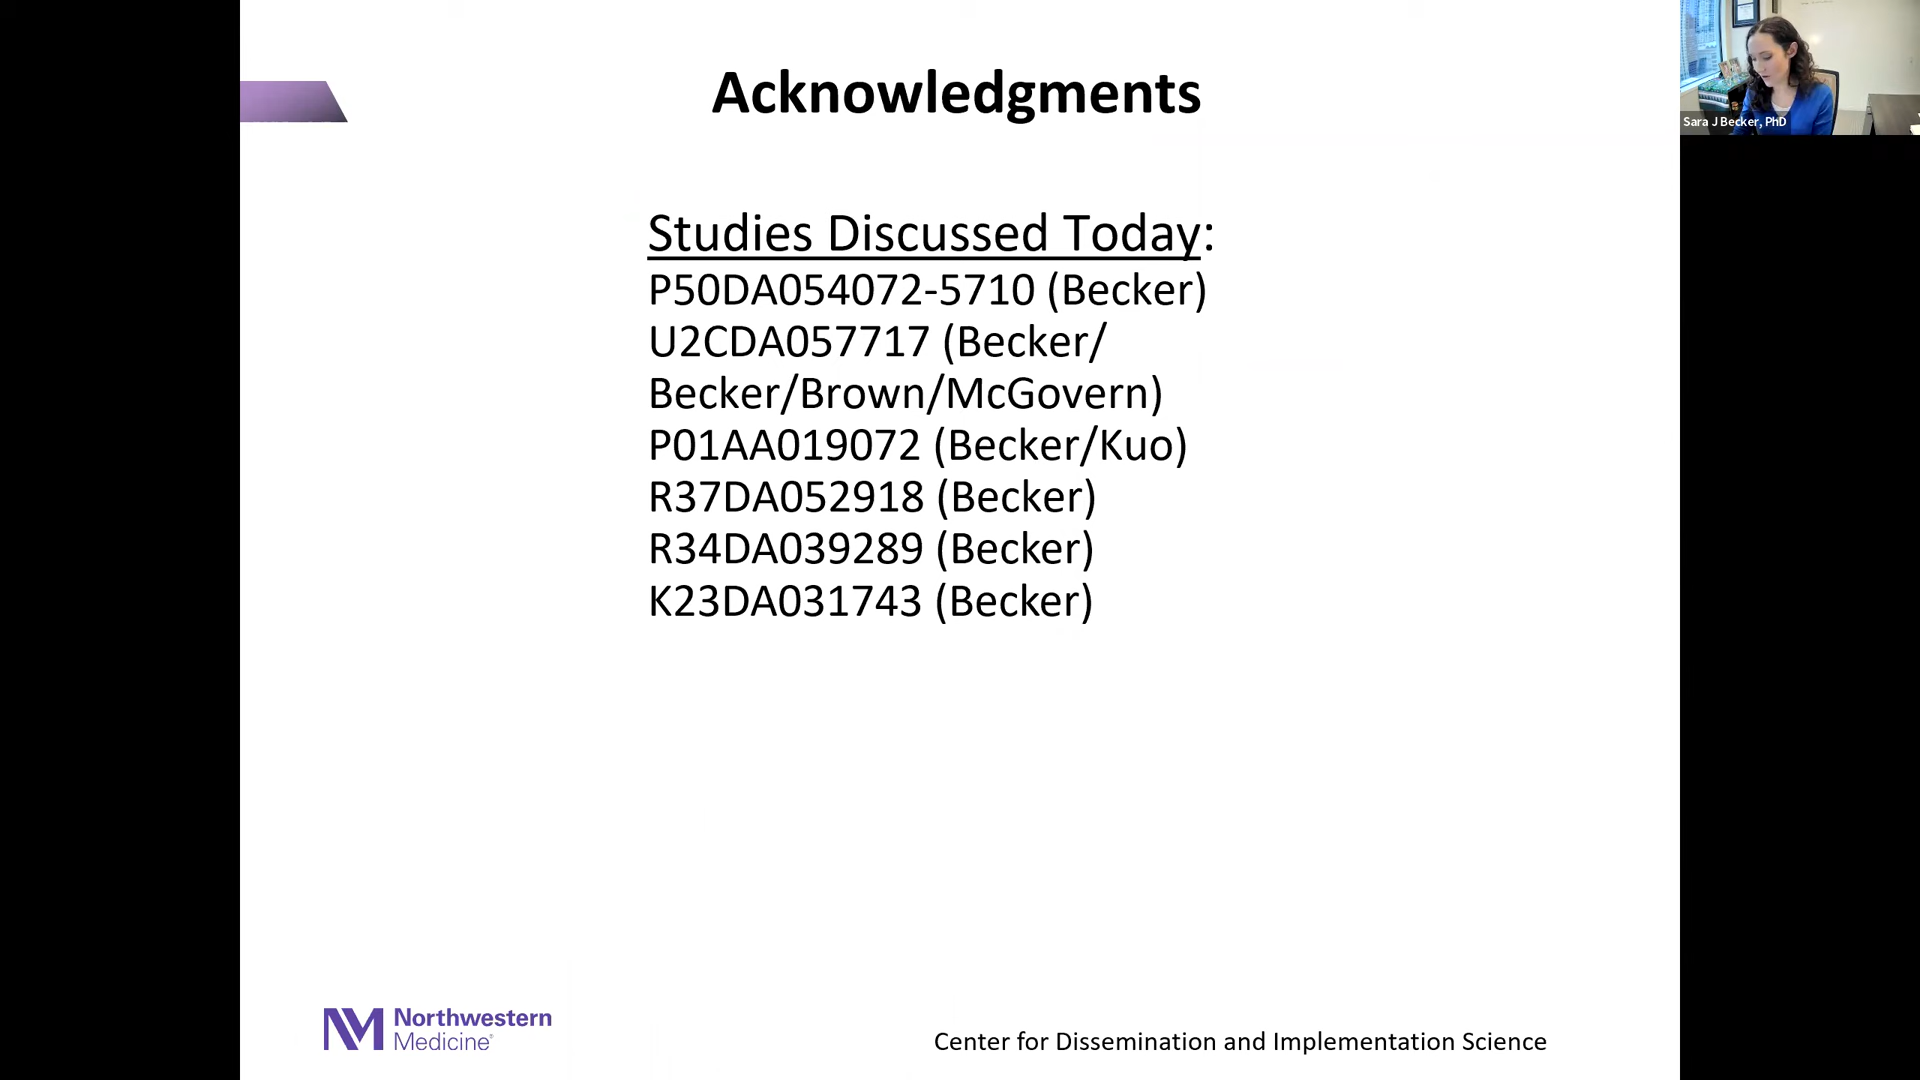 Acknowledgments
Sara J Becker, PhD
Studies Discussed Today:
P50DA054072-5710 (Becker)
U2CDA057717 (Becker/
Becker/Brown/McGovern)
P01AA019072 (Becker/Kuo)
R37DA052918 (Becker)
R34DA039289 (Becker)
K23DA031743 (Becker)
Northwestern
Medicine®
Center for Dissemination and Implementation Science